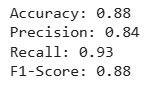 Accuracy: 0.88
Precision: 0.84
Recall: 0.93
F1-Score: 0.88